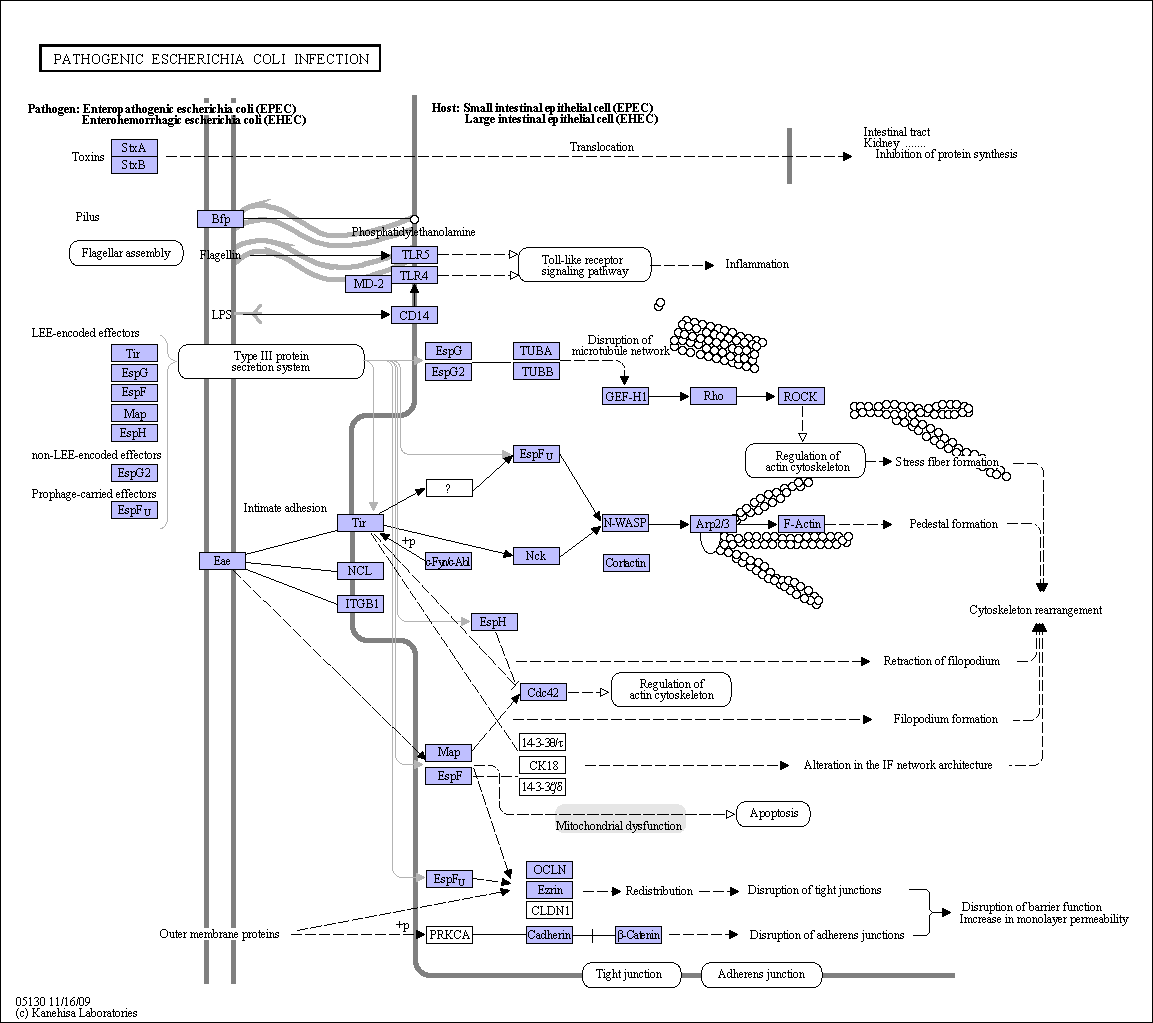 PATHOGENIC ESCHERICHIA COLI INFECTION
Pathogen: Enteropathogenic escherichia coli (EPEC)
Enterohemorrhagic escherichia coli (EHEC)
Host: Small intestinal epithelial cell (EPEC)
Large intestinal epithelial cell (EHEC)
Toxins
StxA
StxB
Translocation
Intestinal tract
Kidney .......
Inhibition of protein synthesis
Pilus
Bfp
Phosphatidylethanolamine
Flagellar assembly
Flagellin
TLR5
TLR4
MD-2
Toll-like receptor
signaling pathway
Inflammation
LPS
CD14
LEE-encoded effectors
Tir
EspG
EspF
Map
EspH
non-LEE-encoded effectors
EspG2
Prophage-carried effectors
EspFU
Type III protein
secretion system
EspG
EspG2
TUBA
TUBB
Disruption of
microtubule network
GEF-H1
Rho
ROCK
Regulation of
actin cytoskeleton
Stress fiber formation
EspFU
?
Intimate adhesion
Tir
+p
c-Fyn/c-Abl
Nck
N-WASP
Cortactin
Arp2/3
F-Actin
Pedestal formation
Eae
NCL
ITGB1
Cytoskeleton rearrangement
EspH
Retraction of filopodium
Cdc42
Regulation of
actin cytoskeleton
Filopodium formation
Map
EspF
14-3-3θ/τ
CK18
14-3-3ζ/δ
Alteration in the IF network architecture
Mitochondrial dysfunction
Apoptosis
EspFU
OCLN
Ezrin
CLDN1
Redistribution
Disruption of tight junctions
Disruption of barrier function
Increase in monolayer permeability
Outer membrane proteins
+p
PRKCA
Cadherin
β-Catenin
Disruption of adherens junctions
Tight junction
Adherens junction
05130 11/16/09
(c) Kanehisa Laboratories